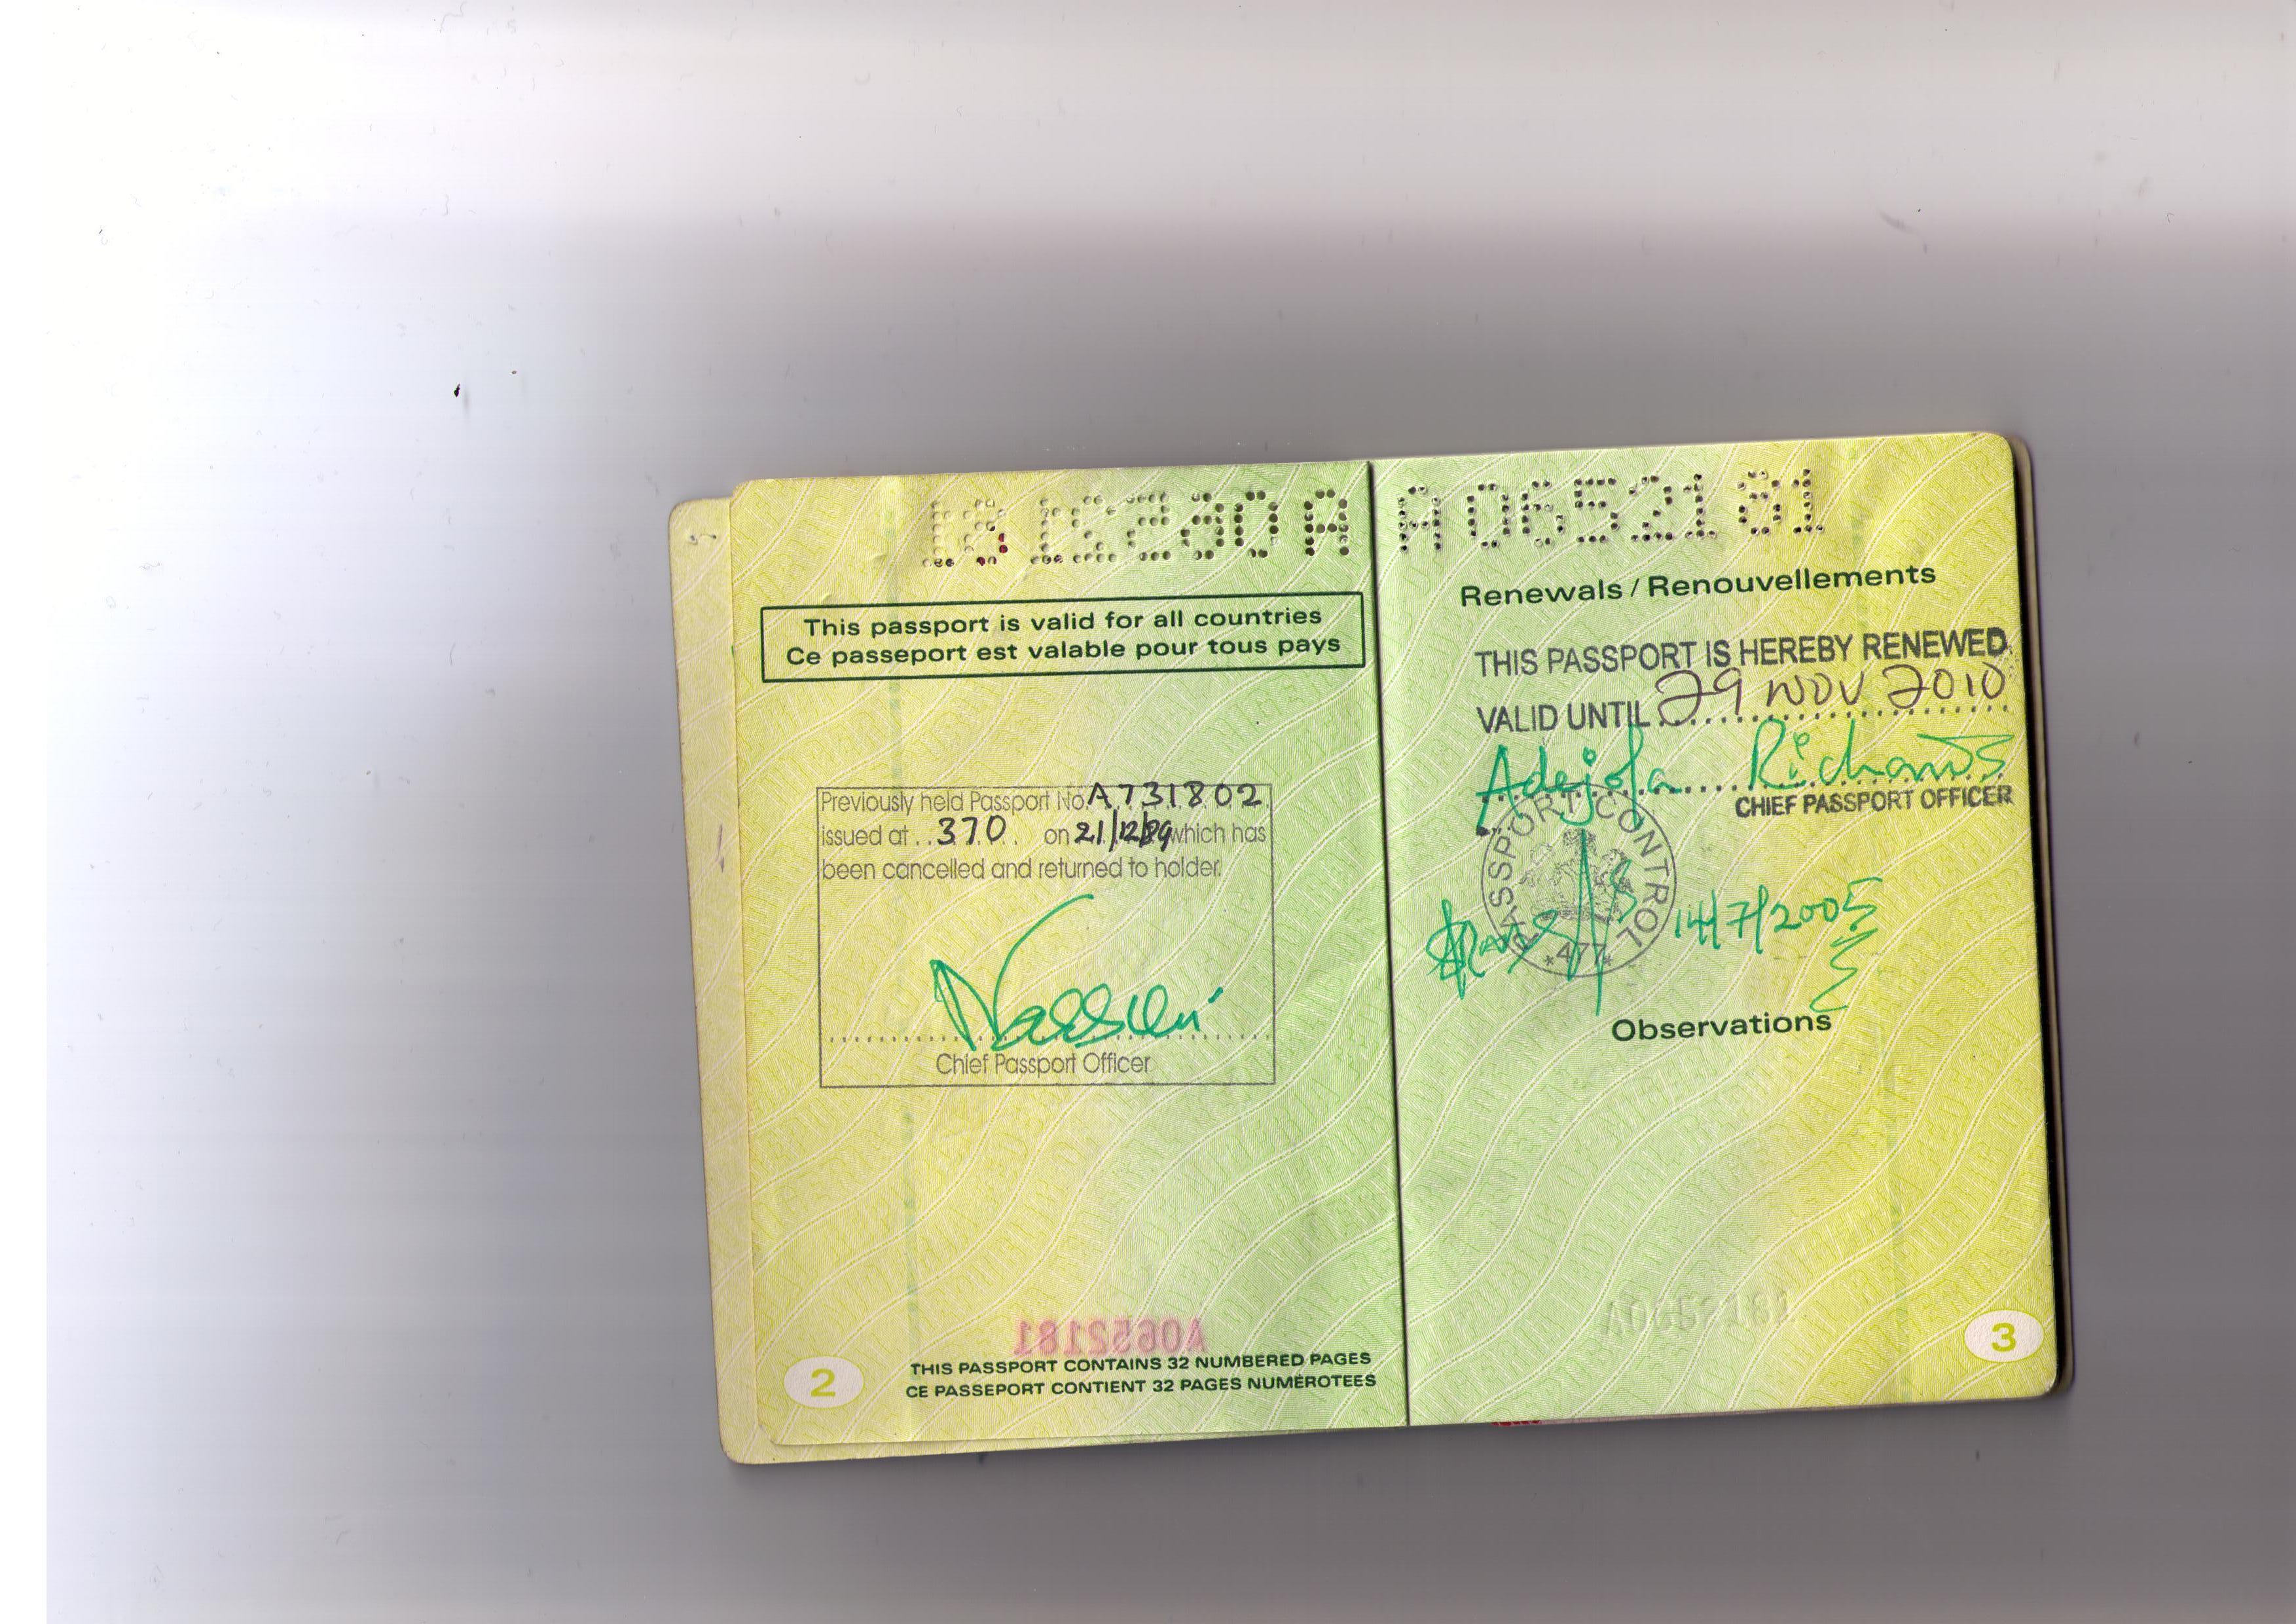 A0652181
This passport is valid for all countries
Ce passeport est valable pour tous pays
Previously held Passport No. A731802
issued at ..370.. on 21/12/89 which has
been cancelled and returned to holder.
Chief Passport Officer
A0652181
THIS PASSPORT CONTAINS 32 NUMBERED PAGES
CE PASSEPORT CONTIENT 32 PAGES NUMÉROTEES
2
A0652181
Renewals / Renouvellements
THIS PASSPORT IS HEREBY RENEWED
VALID UNTIL 29 NOV 2010
Adejola Richards
CHIEF PASSPORT OFFICER
PASSPORT CONTROL
*477*
14/7/2005
Observations
A0652181
3